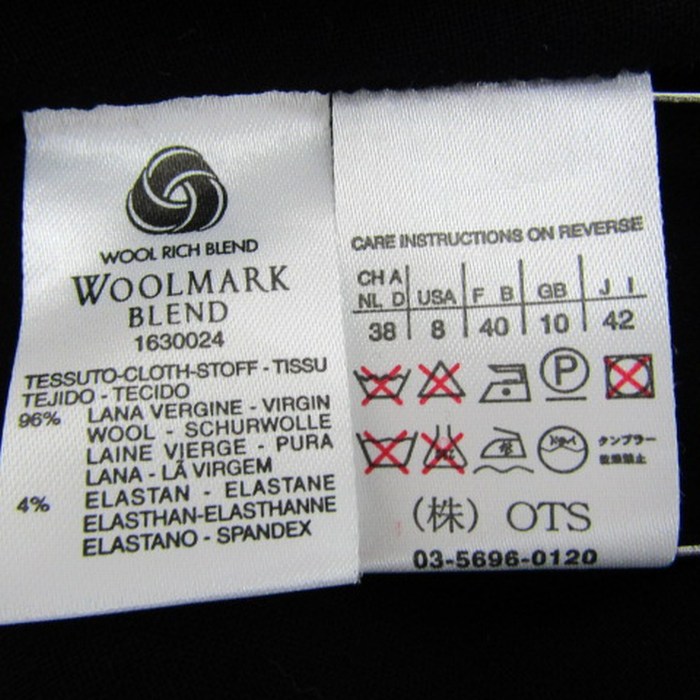 WOOL RICH BLEND
WOOLMARK
BLEND
1630024
TESSUTO-CLOTH-STOFF - TISSU
TEJIDO - TECIDO
96% LANA VERGINE - VIRGIN
WOOL - SCHURWOLLE
LAINE VIERGE - PURA
LANA - LÃ VIRGEM
4% ELASTAN - ELASTANE
ELASTHAN-ELASTHANNE
ELASTANO - SPANDEX
CARE INSTRUCTIONS ON REVERSE
CH A
NL D USA F B GB J I
38 8 40 10 42
P
タンブラー
乾燥禁止
(株) OTS
03-5696-0120